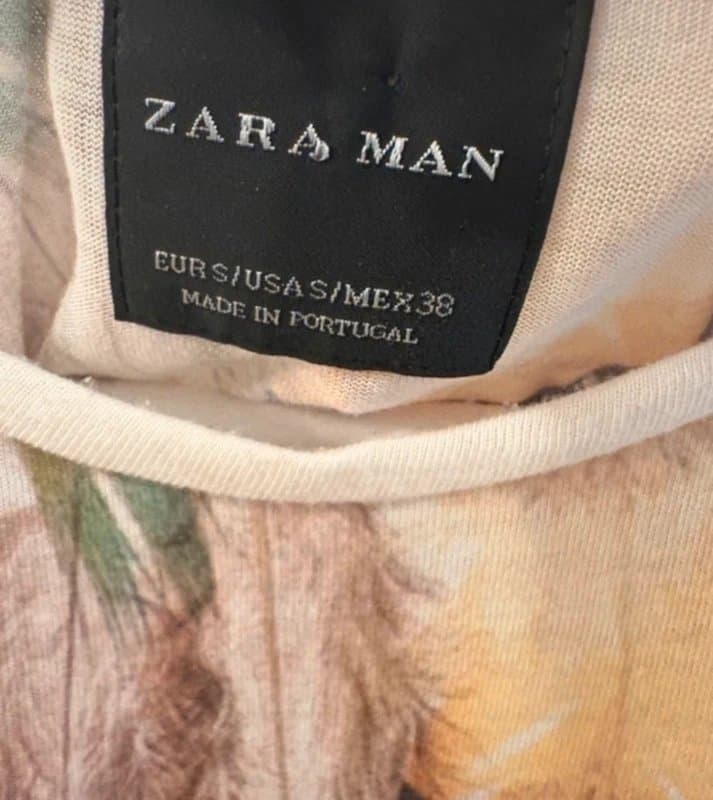 ZARA MAN
EUR S/USA S/MEX 38
MADE IN PORTUGAL